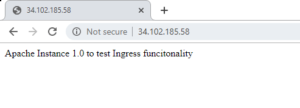 34.102.185.58
Not secure | 34.102.185.58
Apache Instance 1.0 to test Ingress funcitonality